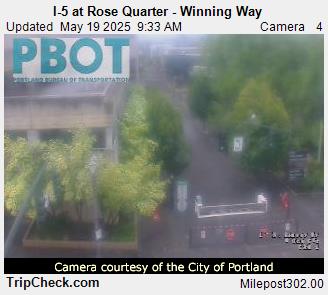 I-5 at Rose Quarter - Winning Way
Updated May 19 2025 9:33 AM Camera 4
PBOT
PORTLAND BUREAU OF TRANSPORTATION
Camera courtesy of the City of Portland
TripCheck.com Milepost302.00